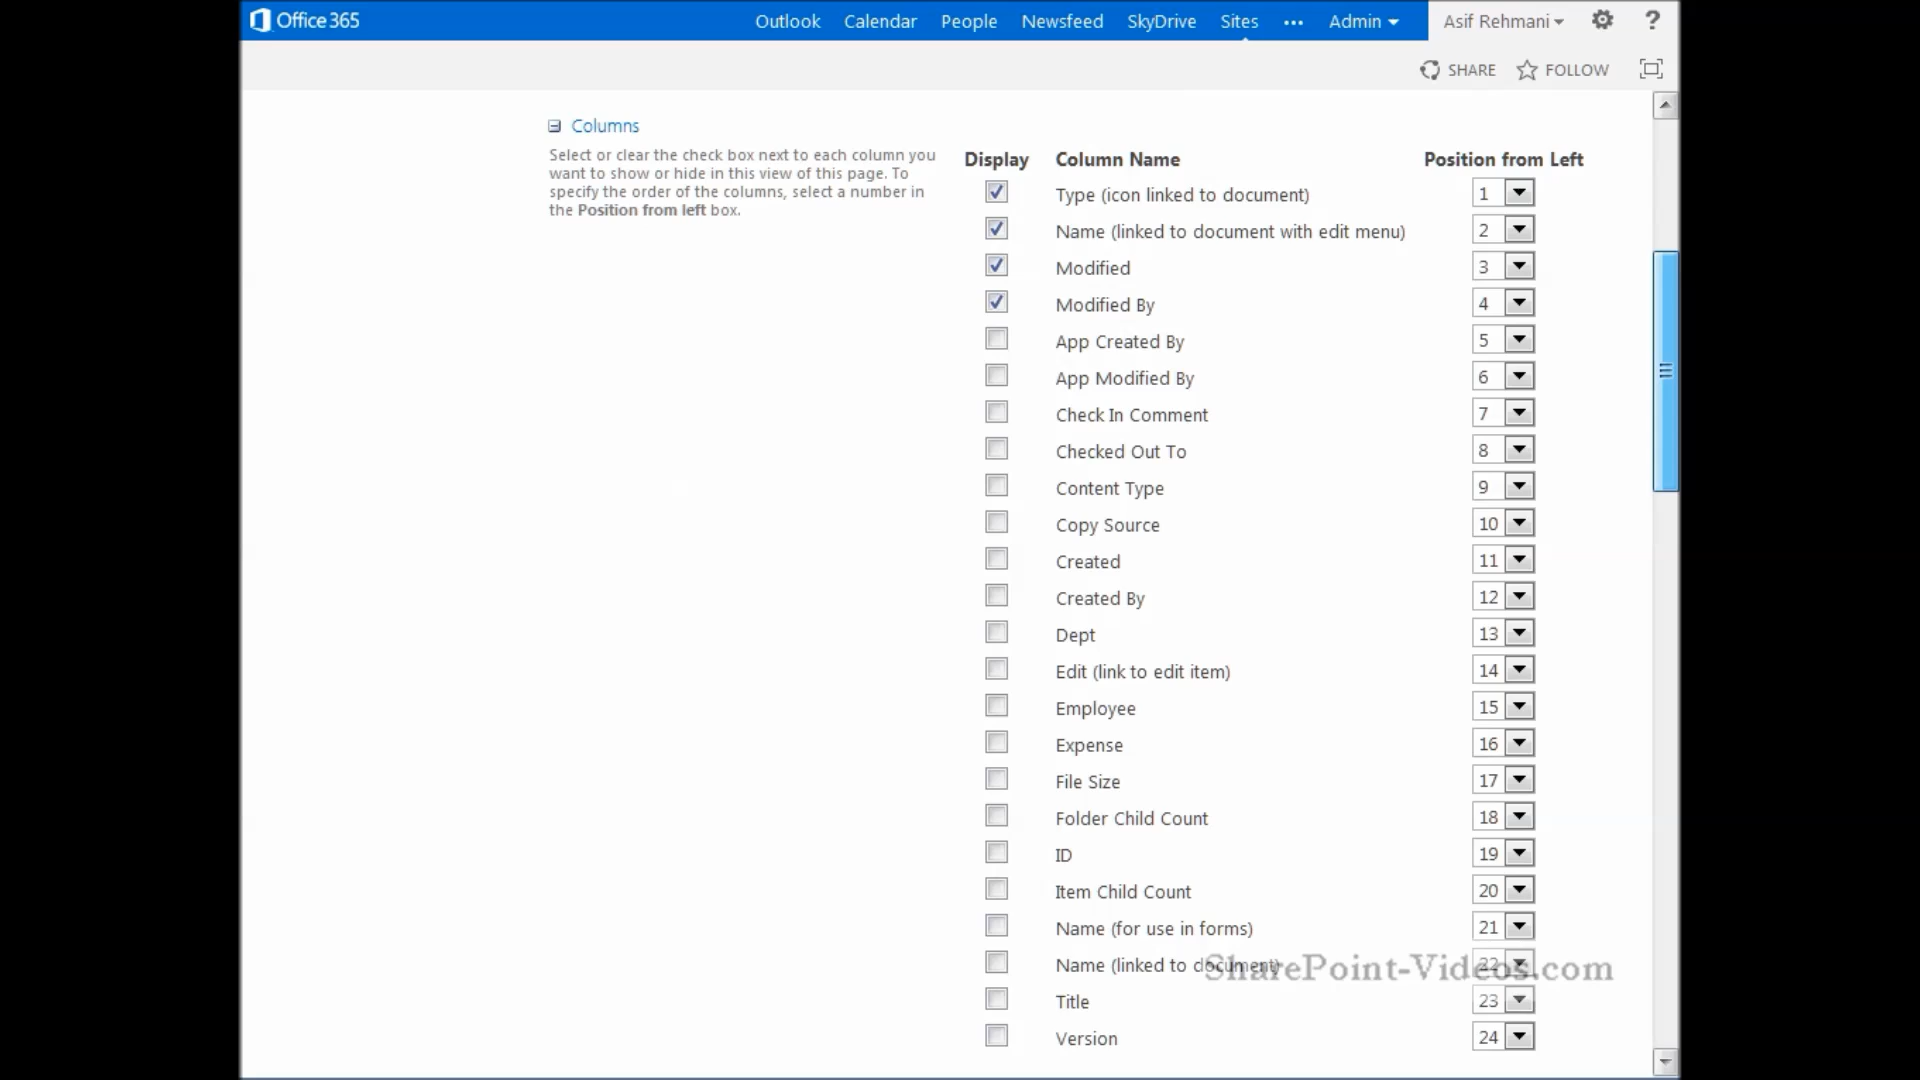 Office 365 Outlook Calendar People Newsfeed SkyDrive Sites ••• Admin Asif Rehmani ?
SHARE FOLLOW
Columns
Select or clear the check box next to each column you
want to show or hide in this view of this page. To
specify the order of the columns, select a number in
the Position from left box.
Display Column Name Position from Left
Type (icon linked to document) 1
Name (linked to document with edit menu) 2
Modified 3
Modified By 4
App Created By 5
App Modified By 6
Check In Comment 7
Checked Out To 8
Content Type 9
Copy Source 10
Created 11
Created By 12
Dept 13
Edit (link to edit item) 14
Employee 15
Expense 16
File Size 17
Folder Child Count 18
ID 19
Item Child Count 20
Name (for use in forms) 21
Name (linked to document) 22
SharePoint-Videos.com
Title 23
Version 24